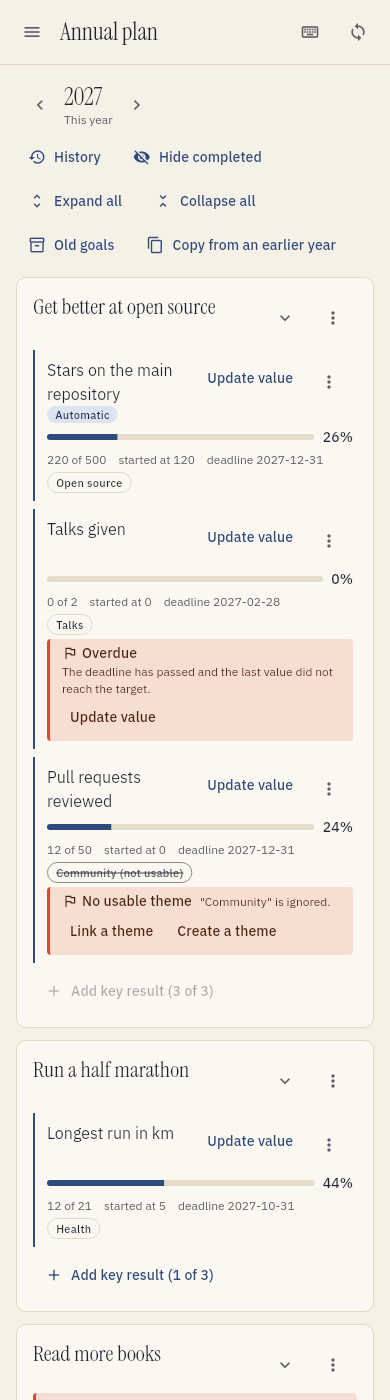 Annual plan
2027
This year
History
Hide completed
Expand all
Collapse all
Old goals
Copy from an earlier year
Get better at open source
Stars on the main
repository
Update value
Automatic
26%
220 of 500 started at 120 deadline 2027-12-31
Open source
Talks given
Update value
0%
0 of 2 started at 0 deadline 2027-02-28
Talks
Overdue
The deadline has passed and the last value did not
reach the target.
Update value
Pull requests
reviewed
Update value
24%
12 of 50 started at 0 deadline 2027-12-31
Community (not usable)
No usable theme "Community" is ignored.
Link a theme Create a theme
Add key result (3 of 3)
Run a half marathon
Longest run in km
Update value
44%
12 of 21 started at 5 deadline 2027-10-31
Health
Add key result (1 of 3)
Read more books